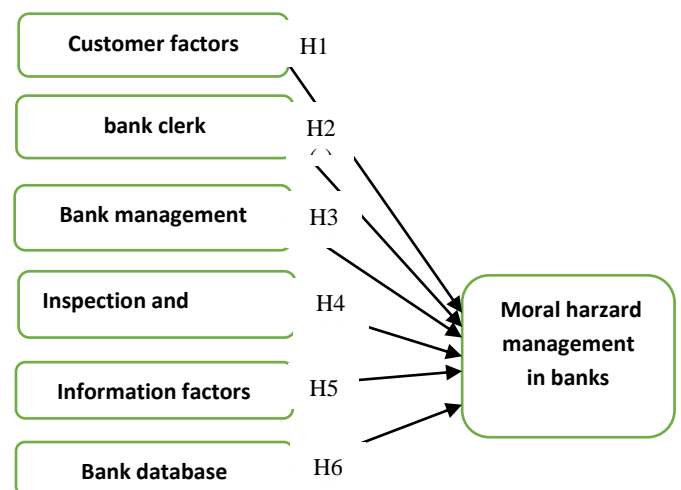 Customer factors H1
bank clerk H2
Bank management H3
Inspection and H4
Information factors H5
Bank database H6
Moral harzard
management
in banks